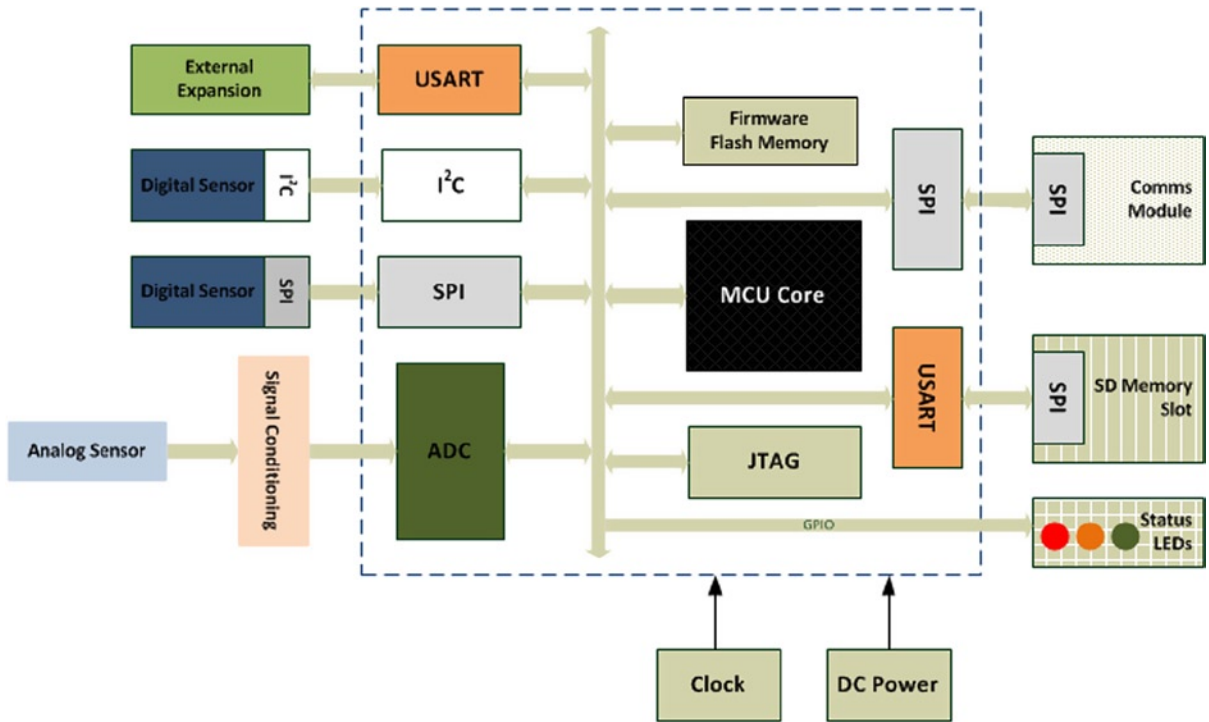 External
Expansion
USART
Firmware
Flash Memory
Digital Sensor
I²C
I²C
SPI
SPI
Comms
Module
Digital Sensor
SPI
SPI
MCU Core
Signal Conditioning
Analog Sensor
ADC
USART
SPI
SD Memory
Slot
JTAG
GPIO
Status
LEDs
Clock
DC Power